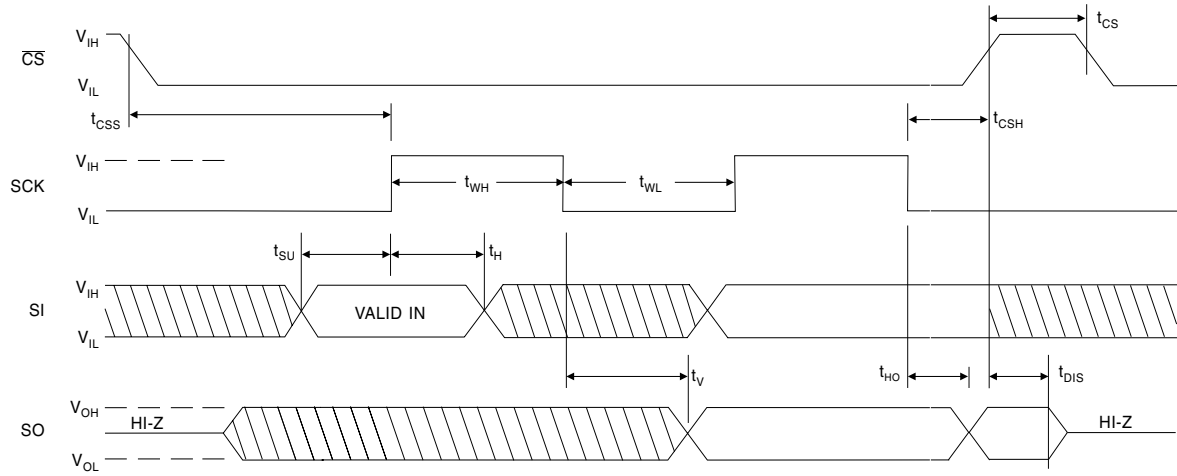 V_IH
t_CS
CS
V_IL
t_CSS
t_CSH
V_IH
SCK
t_WH
t_WL
V_IL
t_SU
t_H
V_IH
SI
VALID IN
V_IL
t_V
t_HO
t_DIS
V_OH
SO
HI-Z
HI-Z
V_OL